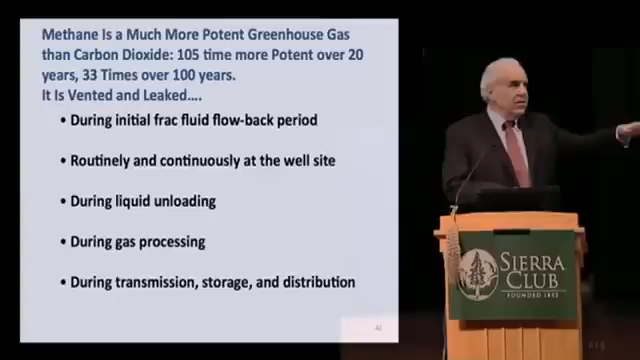 Methane Is a Much More Potent Greenhouse Gas
than Carbon Dioxide: 105 time more Potent over 20
years, 33 Times over 100 years.
It Is Vented and Leaked....
• During initial frac fluid flow-back period
• Routinely and continuously at the well site
• During liquid unloading
• During gas processing
• During transmission, storage, and distribution
42
SIERRA
CLUB
FOUNDED 1892
.org